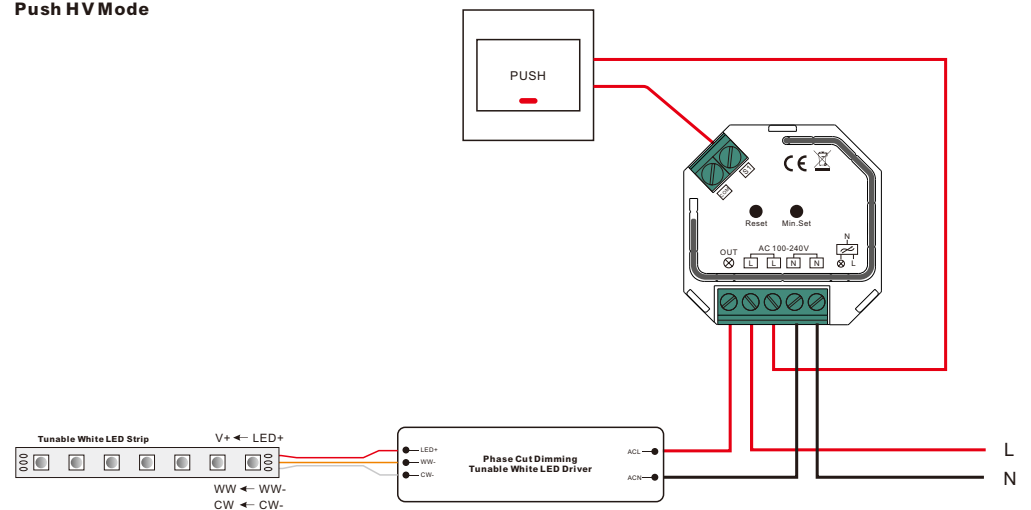 Push HV Mode
PUSH
CE
S1
COM
Reset Min.Set
N
AC 100-240V
OUT
L L N N L
Tunable White LED Strip
V+ ← LED+
WW ← WW-
CW ← CW-
LED+
WW-
CW-
Phase Cut Dimming
Tunable White LED Driver
ACL
ACN
L
N